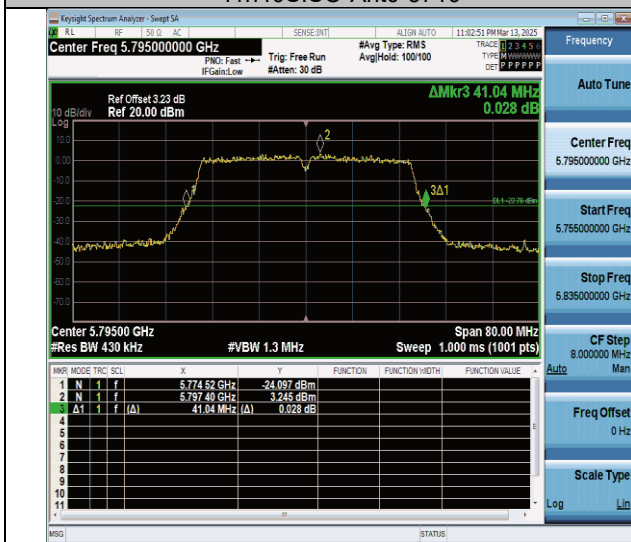 Keysight Spectrum Analyzer - Swept SA
RL RF 50 Ω AC SENSE:INT ALIGN AUTO 11:02:51 PM Mar 13, 2025
Center Freq 5.795000000 GHz
PNO: Fast
IFGain:Low
Trig: Free Run
#Atten: 30 dB
#Avg Type: RMS
Avg|Hold: 100/100
TRACE 1 2 3 4 5 6
TYPE M WWWWW
DET P P P P P P
Frequency
Ref Offset 3.23 dB
10 dB/div Ref 20.00 dBm
ΔMkr3 41.04 MHz
0.028 dB
Log
10.0
0.00
-10.0
-20.0
-30.0
-40.0
-50.0
-60.0
-70.0
1
2
3Δ1
DL1 -22.76 dBm
Center 5.79500 GHz
Span 80.00 MHz
#Res BW 430 kHz
#VBW 1.3 MHz
Sweep 1.000 ms (1001 pts)
MKR MODE TRC SCL X Y FUNCTION FUNCTION WIDTH FUNCTION VALUE
1 N 1 f 5.774 52 GHz -24.097 dBm
2 N 1 f 5.797 40 GHz 3.245 dBm
3 Δ1 1 f (Δ) 41.04 MHz (Δ) 0.028 dB
4
5
6
7
8
9
10
11
MSG
STATUS
Auto Tune
Center Freq
5.795000000 GHz
Start Freq
5.755000000 GHz
Stop Freq
5.835000000 GHz
CF Step
8.000000 MHz
Auto Man
Freq Offset
0 Hz
Scale Type
Log Lin